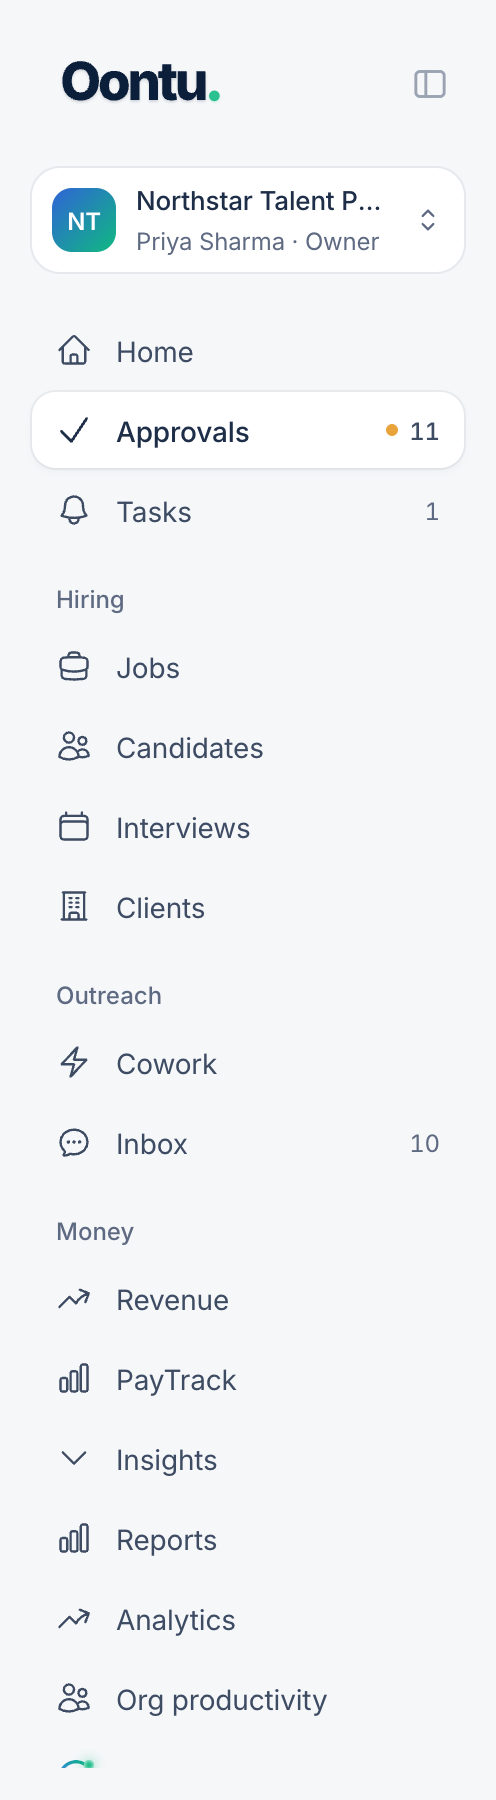 Oontu.
NT
Northstar Talent P...
Priya Sharma · Owner
Home
Approvals 11
Tasks 1
Hiring
Jobs
Candidates
Interviews
Clients
Outreach
Cowork
Inbox 10
Money
Revenue
PayTrack
Insights
Reports
Analytics
Org productivity